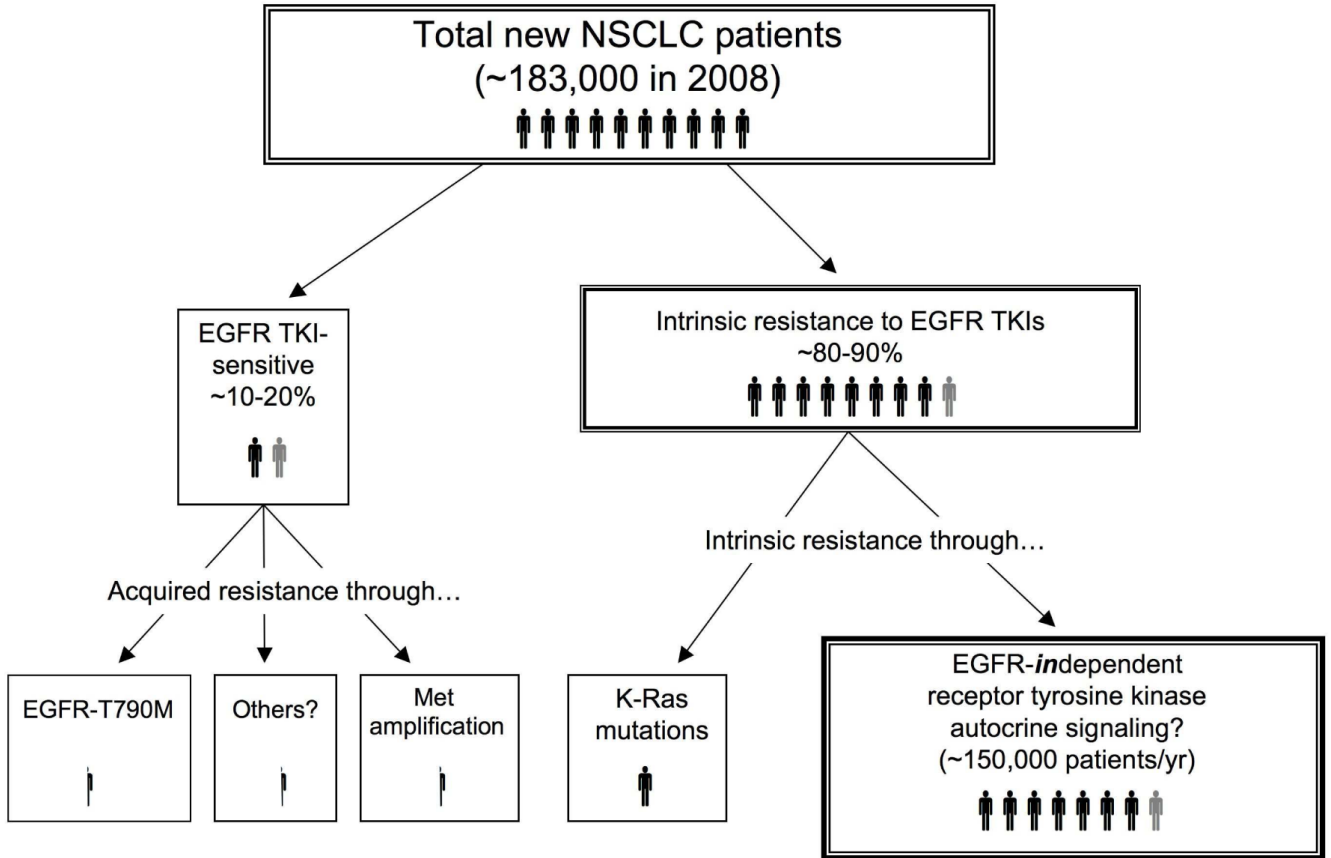 Total new NSCLC patients
(~183,000 in 2008)
EGFR TKI-
sensitive
~10-20%
Intrinsic resistance to EGFR TKIs
~80-90%
Acquired resistance through…
Intrinsic resistance through…
EGFR-T790M
Others?
Met
amplification
K-Ras
mutations
EGFR-independent
receptor tyrosine kinase
autocrine signaling?
(~150,000 patients/yr)